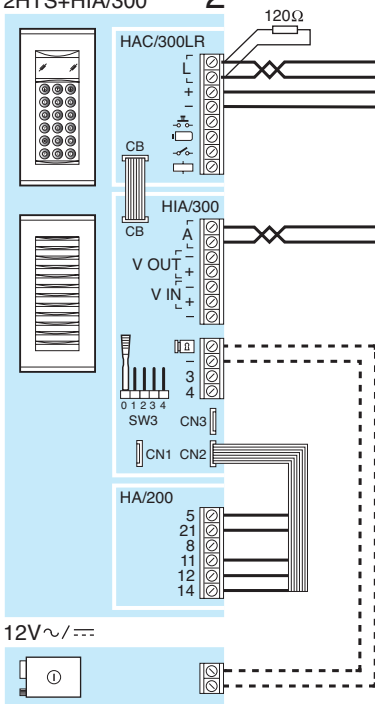 2HTS+HIA/300 2
120Ω
HAC/300LR
L
+
−
CB
CB
HIA/300
A
V OUT
−
+
V IN
−
+
−
−
3
4
0 1 2 3 4
SW3
CN3
CN1 CN2
HA/200
5
21
8
11
12
14
12V~/⎓